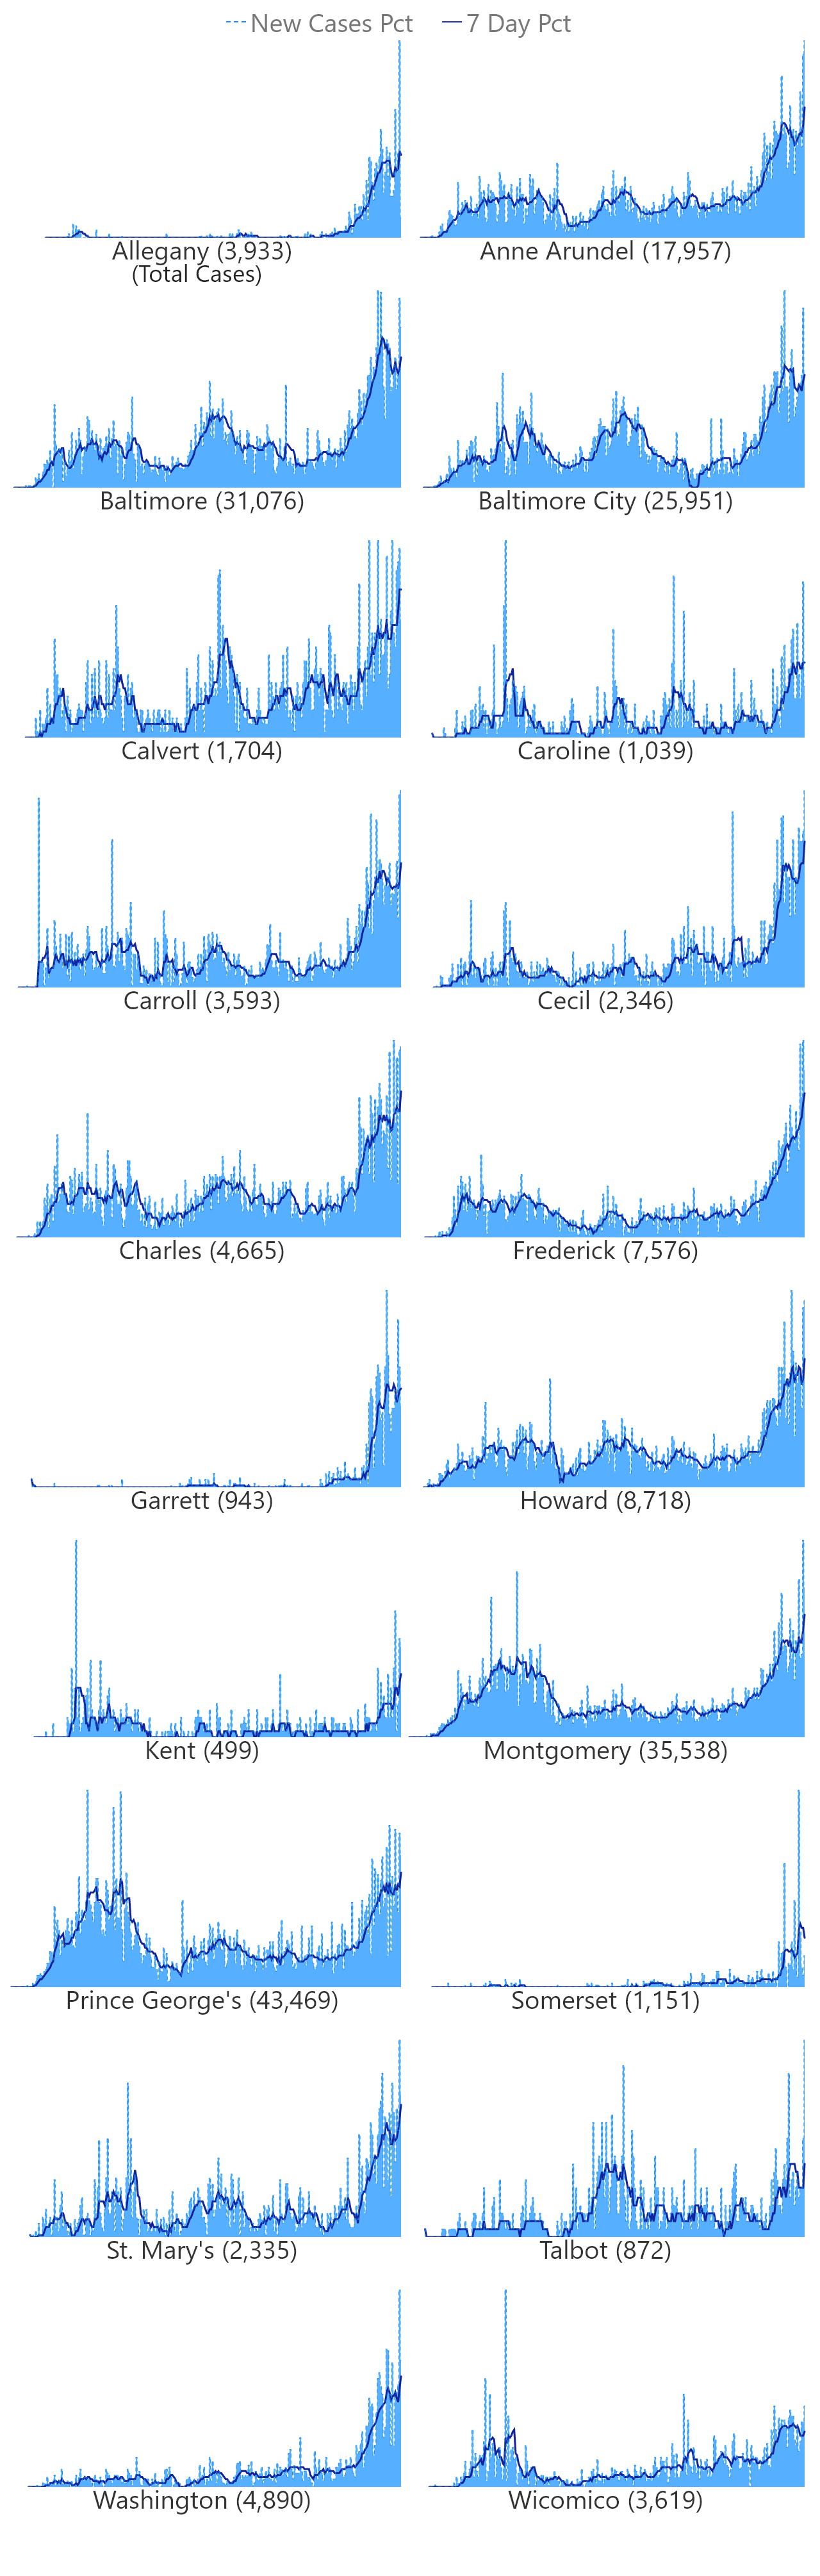 New Cases Pct 7 Day Pct
Allegany (3,933) Anne Arundel (17,957)
(Total Cases)
Baltimore (31,076) Baltimore City (25,951)
Calvert (1,704) Caroline (1,039)
Carroll (3,593) Cecil (2,346)
Charles (4,665) Frederick (7,576)
Garrett (943) Howard (8,718)
Kent (499) Montgomery (35,538)
Prince George's (43,469) Somerset (1,151)
St. Mary's (2,335) Talbot (872)
Washington (4,890) Wicomico (3,619)